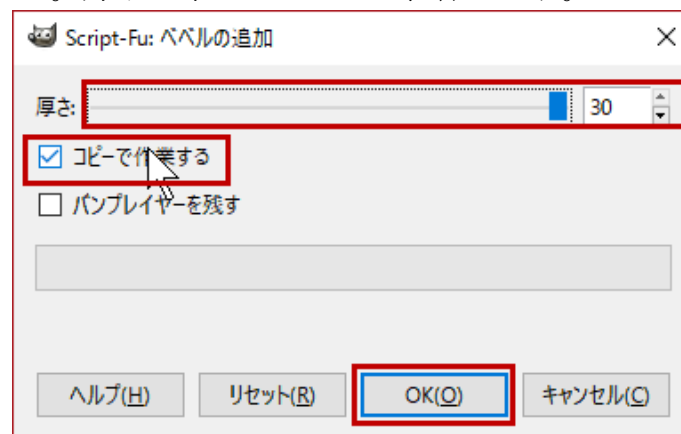 Script-Fu: ベベルの追加
厚さ: 30
コピーで作業する
バンプレイヤーを残す
ヘルプ(H) リセット(R) OK(O) キャンセル(C)